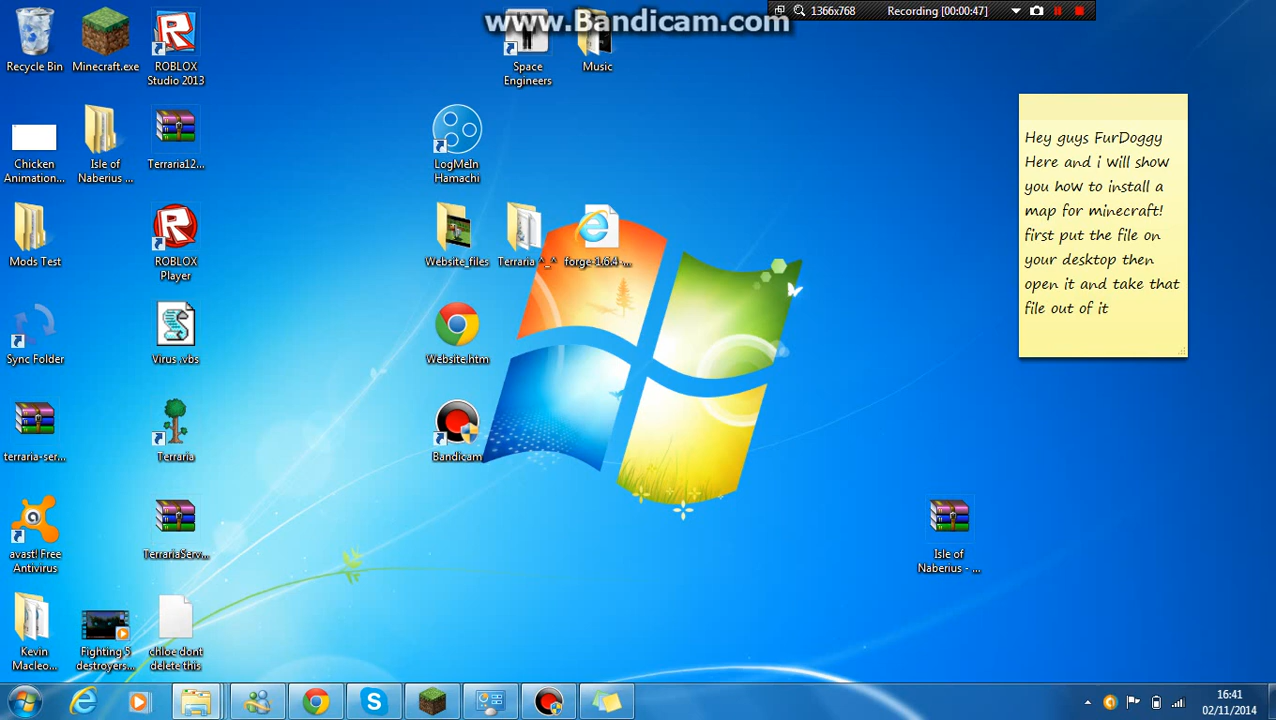 www.Bandicam.com
1366x768
Recording [00:00:47]
Recycle Bin
Minecraft.exe
ROBLOX
Studio 2013
Space
Engineers
Music
Chicken
Animation...
Isle of
Naberius ...
Terraria12...
LogMeIn
Hamachi
Mods Test
ROBLOX
Player
Website_files
Terraria ^_^
forge-1.6.4-...
Sync Folder
Virus .vbs
Website.htm
terraria-ser...
Terraria
Bandicam
avast! Free
Antivirus
TerrariaServ...
Isle of
Naberius - ...
Kevin
Macleo...
Fighting 5
destroyers...
chloe dont
delete this
Hey guys FurDoggy
Here and i will show
you how to install a
map for minecraft!
first put the file on
your desktop then
open it and take that
file out of it
16:41
02/11/2014